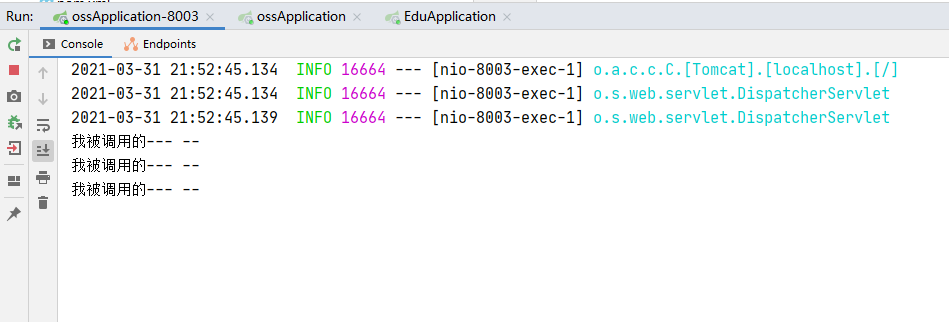 Run: ossApplication-8003 ossApplication EduApplication
Console Endpoints
2021-03-31 21:52:45.134 INFO 16664 --- [nio-8003-exec-1] o.a.c.c.C.[Tomcat].[localhost].[/]
2021-03-31 21:52:45.134 INFO 16664 --- [nio-8003-exec-1] o.s.web.servlet.DispatcherServlet
2021-03-31 21:52:45.139 INFO 16664 --- [nio-8003-exec-1] o.s.web.servlet.DispatcherServlet
我被调用的--- --
我被调用的--- --
我被调用的--- --